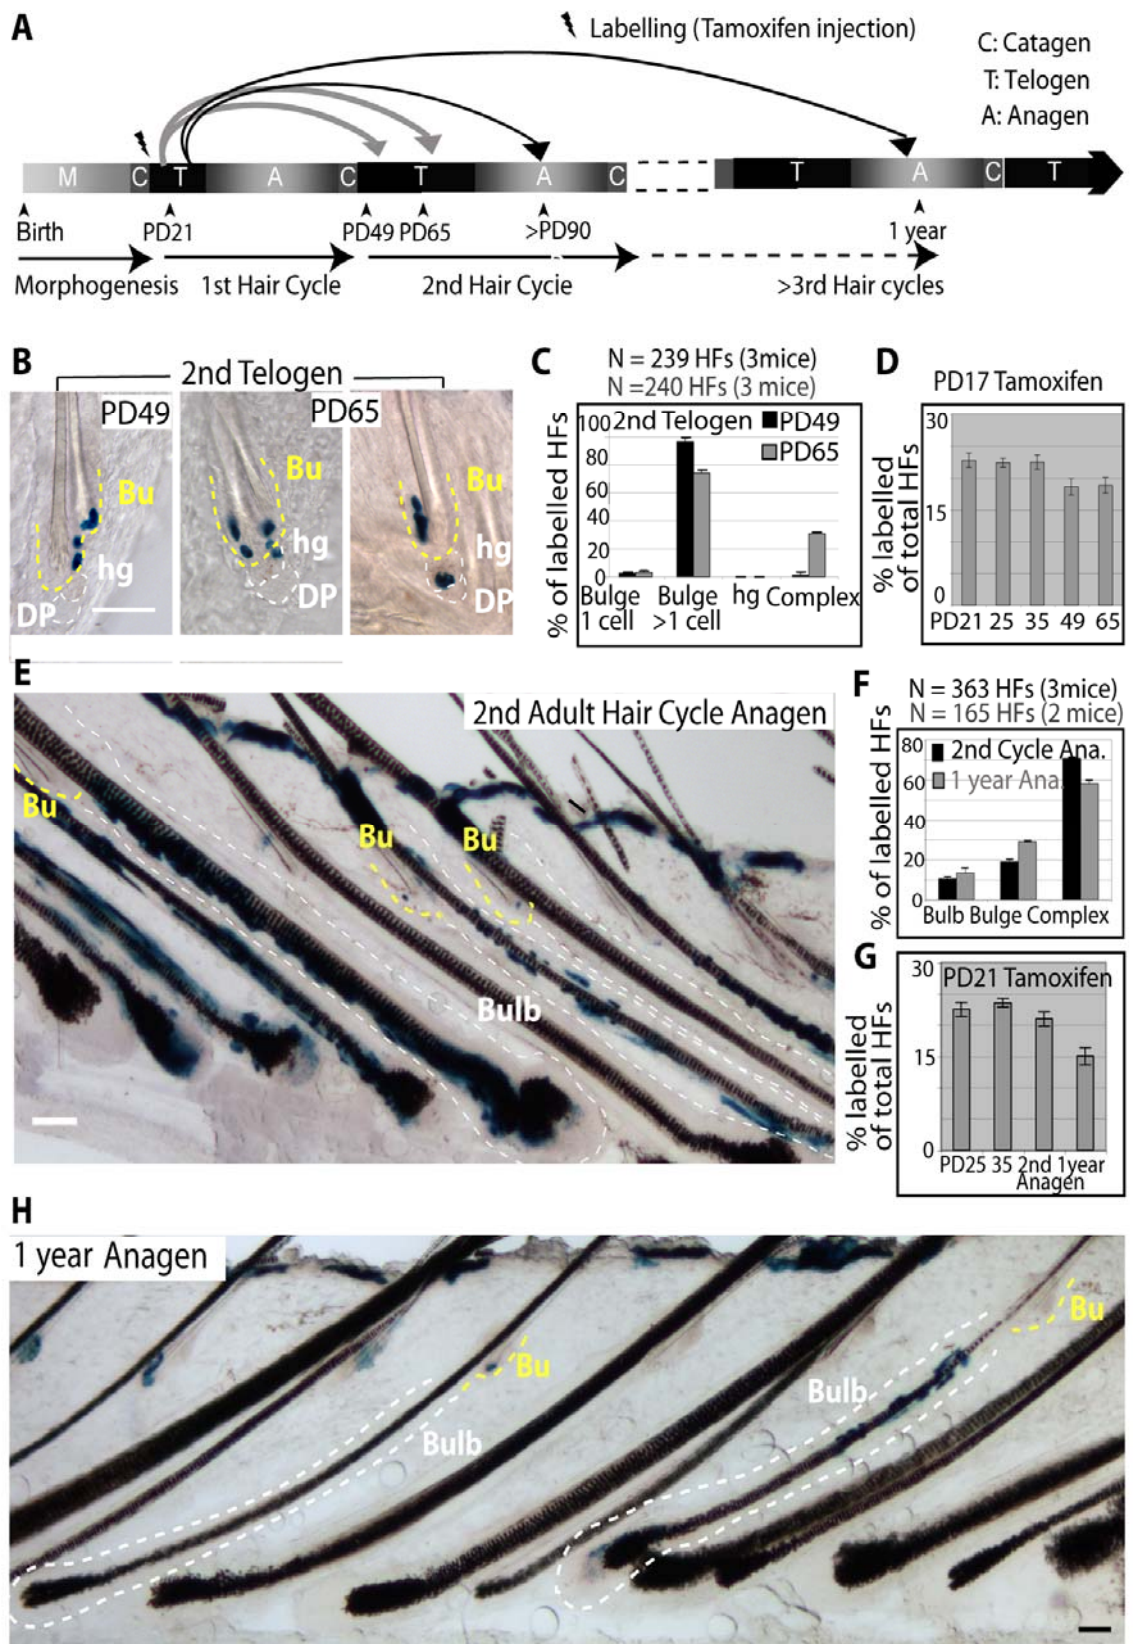 A
Labelling (Tamoxifen injection)
C: Catagen
T: Telogen
A: Anagen
M C T A C T A C T A C T
Birth PD21 PD49 PD65 >PD90 1 year
Morphogenesis 1st Hair Cycle 2nd Hair Cycie >3rd Hair cycles
B
2nd Telogen
PD49 PD65
Bu Bu Bu
hg hg hg
DP DP DP
C
N = 239 HFs (3mice)
N =240 HFs (3 mice)
% of labelled HFs
100
80
60
40
20
0
2nd Telogen
PD49
PD65
Bulge 1 cell
Bulge >1 cell
hg
Complex
D
PD17 Tamoxifen
% labelled
of total HFs
30
15
0
PD21 25 35 49 65
E
2nd Adult Hair Cycle Anagen
Bu
Bu
Bu
Bulb
F
N = 363 HFs (3mice)
N = 165 HFs (2 mice)
% of labelled HFs
80
60
40
20
0
2nd Cycle Ana.
1 year Ana.
Bulb Bulge Complex
G
PD21 Tamoxifen
% labelled
of total HFs
30
15
0
PD25 35 2nd 1year
Anagen
H
1 year Anagen
Bu
Bu
Bulb
Bulb